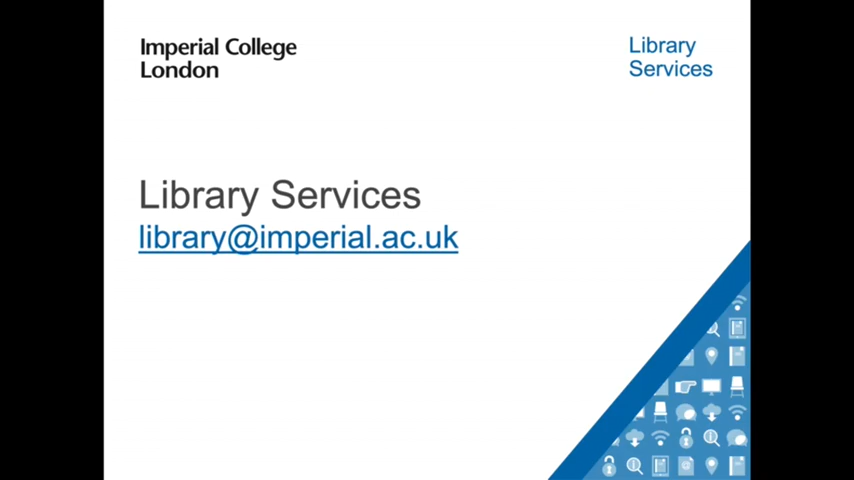 Imperial College
London
Library
Services
Library Services
library@imperial.ac.uk